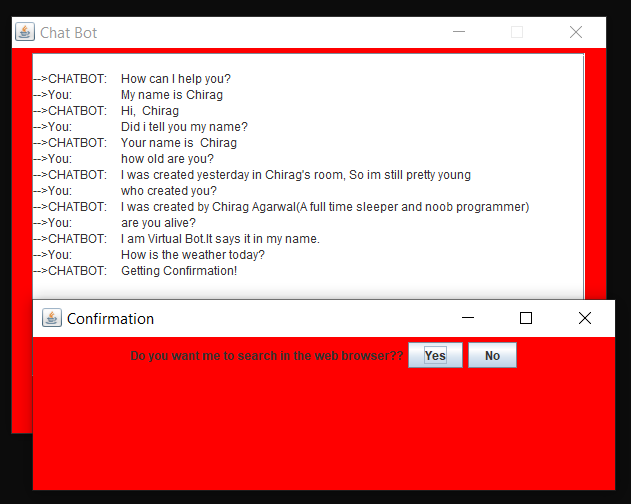 Chat Bot
-->CHATBOT: How can I help you?
-->You: My name is Chirag
-->CHATBOT: Hi,  Chirag
-->You: Did i tell you my name?
-->CHATBOT: Your name is  Chirag
-->You: how old are you?
-->CHATBOT: I was created yesterday in Chirag's room, So im still pretty young
-->You: who created you?
-->CHATBOT: I was created by Chirag Agarwal(A full time sleeper and noob programmer)
-->You: are you alive?
-->CHATBOT: I am Virtual Bot.It says it in my name.
-->You: How is the weather today?
-->CHATBOT: Getting Confirmation!
Confirmation
Do you want me to search in the web browser?? Yes No